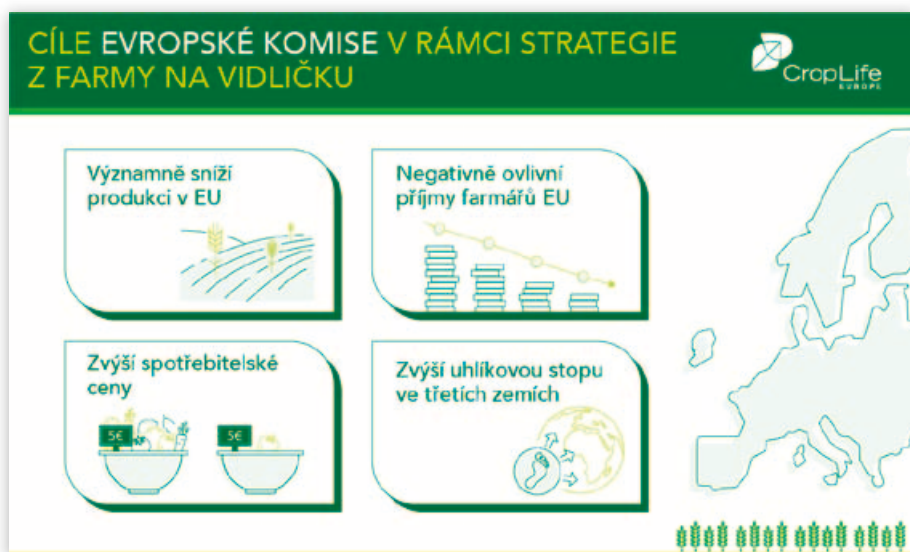 CÍLE EVROPSKÉ KOMISE V RÁMCI STRATEGIE
Z FARMY NA VIDLIČKU
CropLife
EUROPE
Významně sníží
produkci v EU
Negativně ovlivní
příjmy farmářů EU
Zvýší spotřebitelské
ceny
5€
5€
Zvýší uhlíkovou stopu
ve třetích zemích